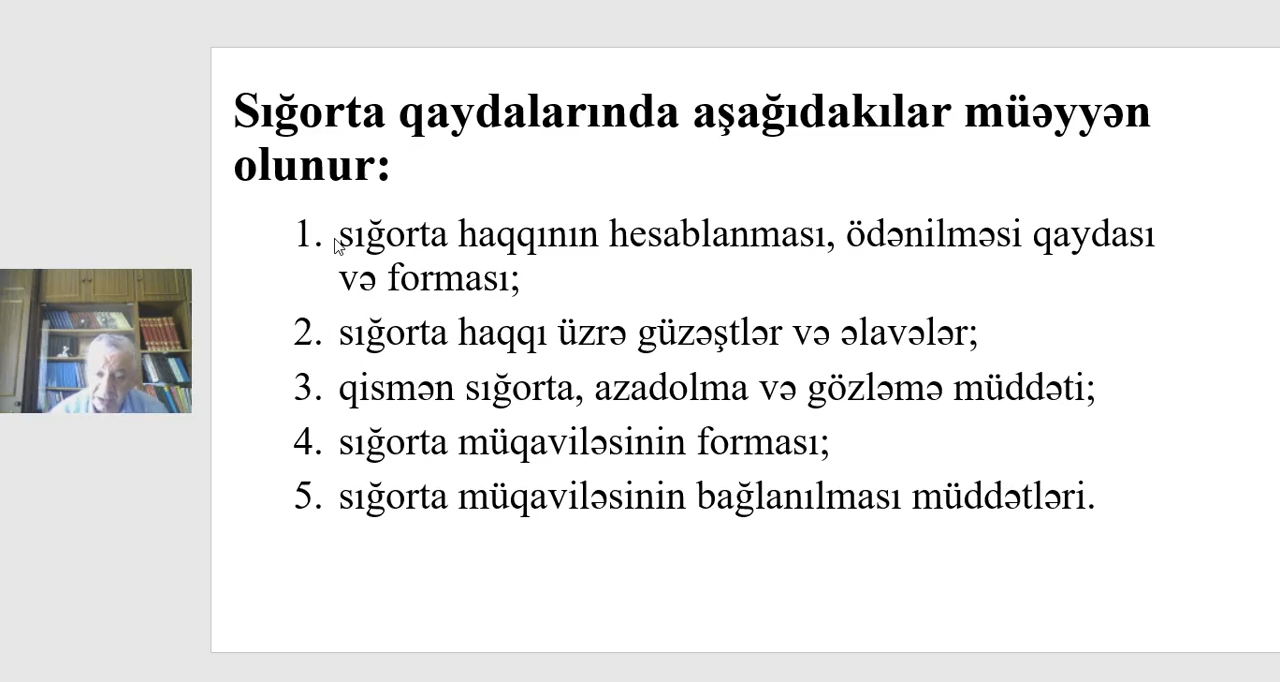 Sığorta qaydalarında aşağıdakılar müəyyən
olunur:
1. sığorta haqqının hesablanması, ödənilməsi qaydası
və forması;
2. sığorta haqqı üzrə güzəştlər və əlavələr;
3. qismən sığorta, azadolma və gözləmə müddəti;
4. sığorta müqaviləsinin forması;
5. sığorta müqaviləsinin bağlanılması müddətləri.